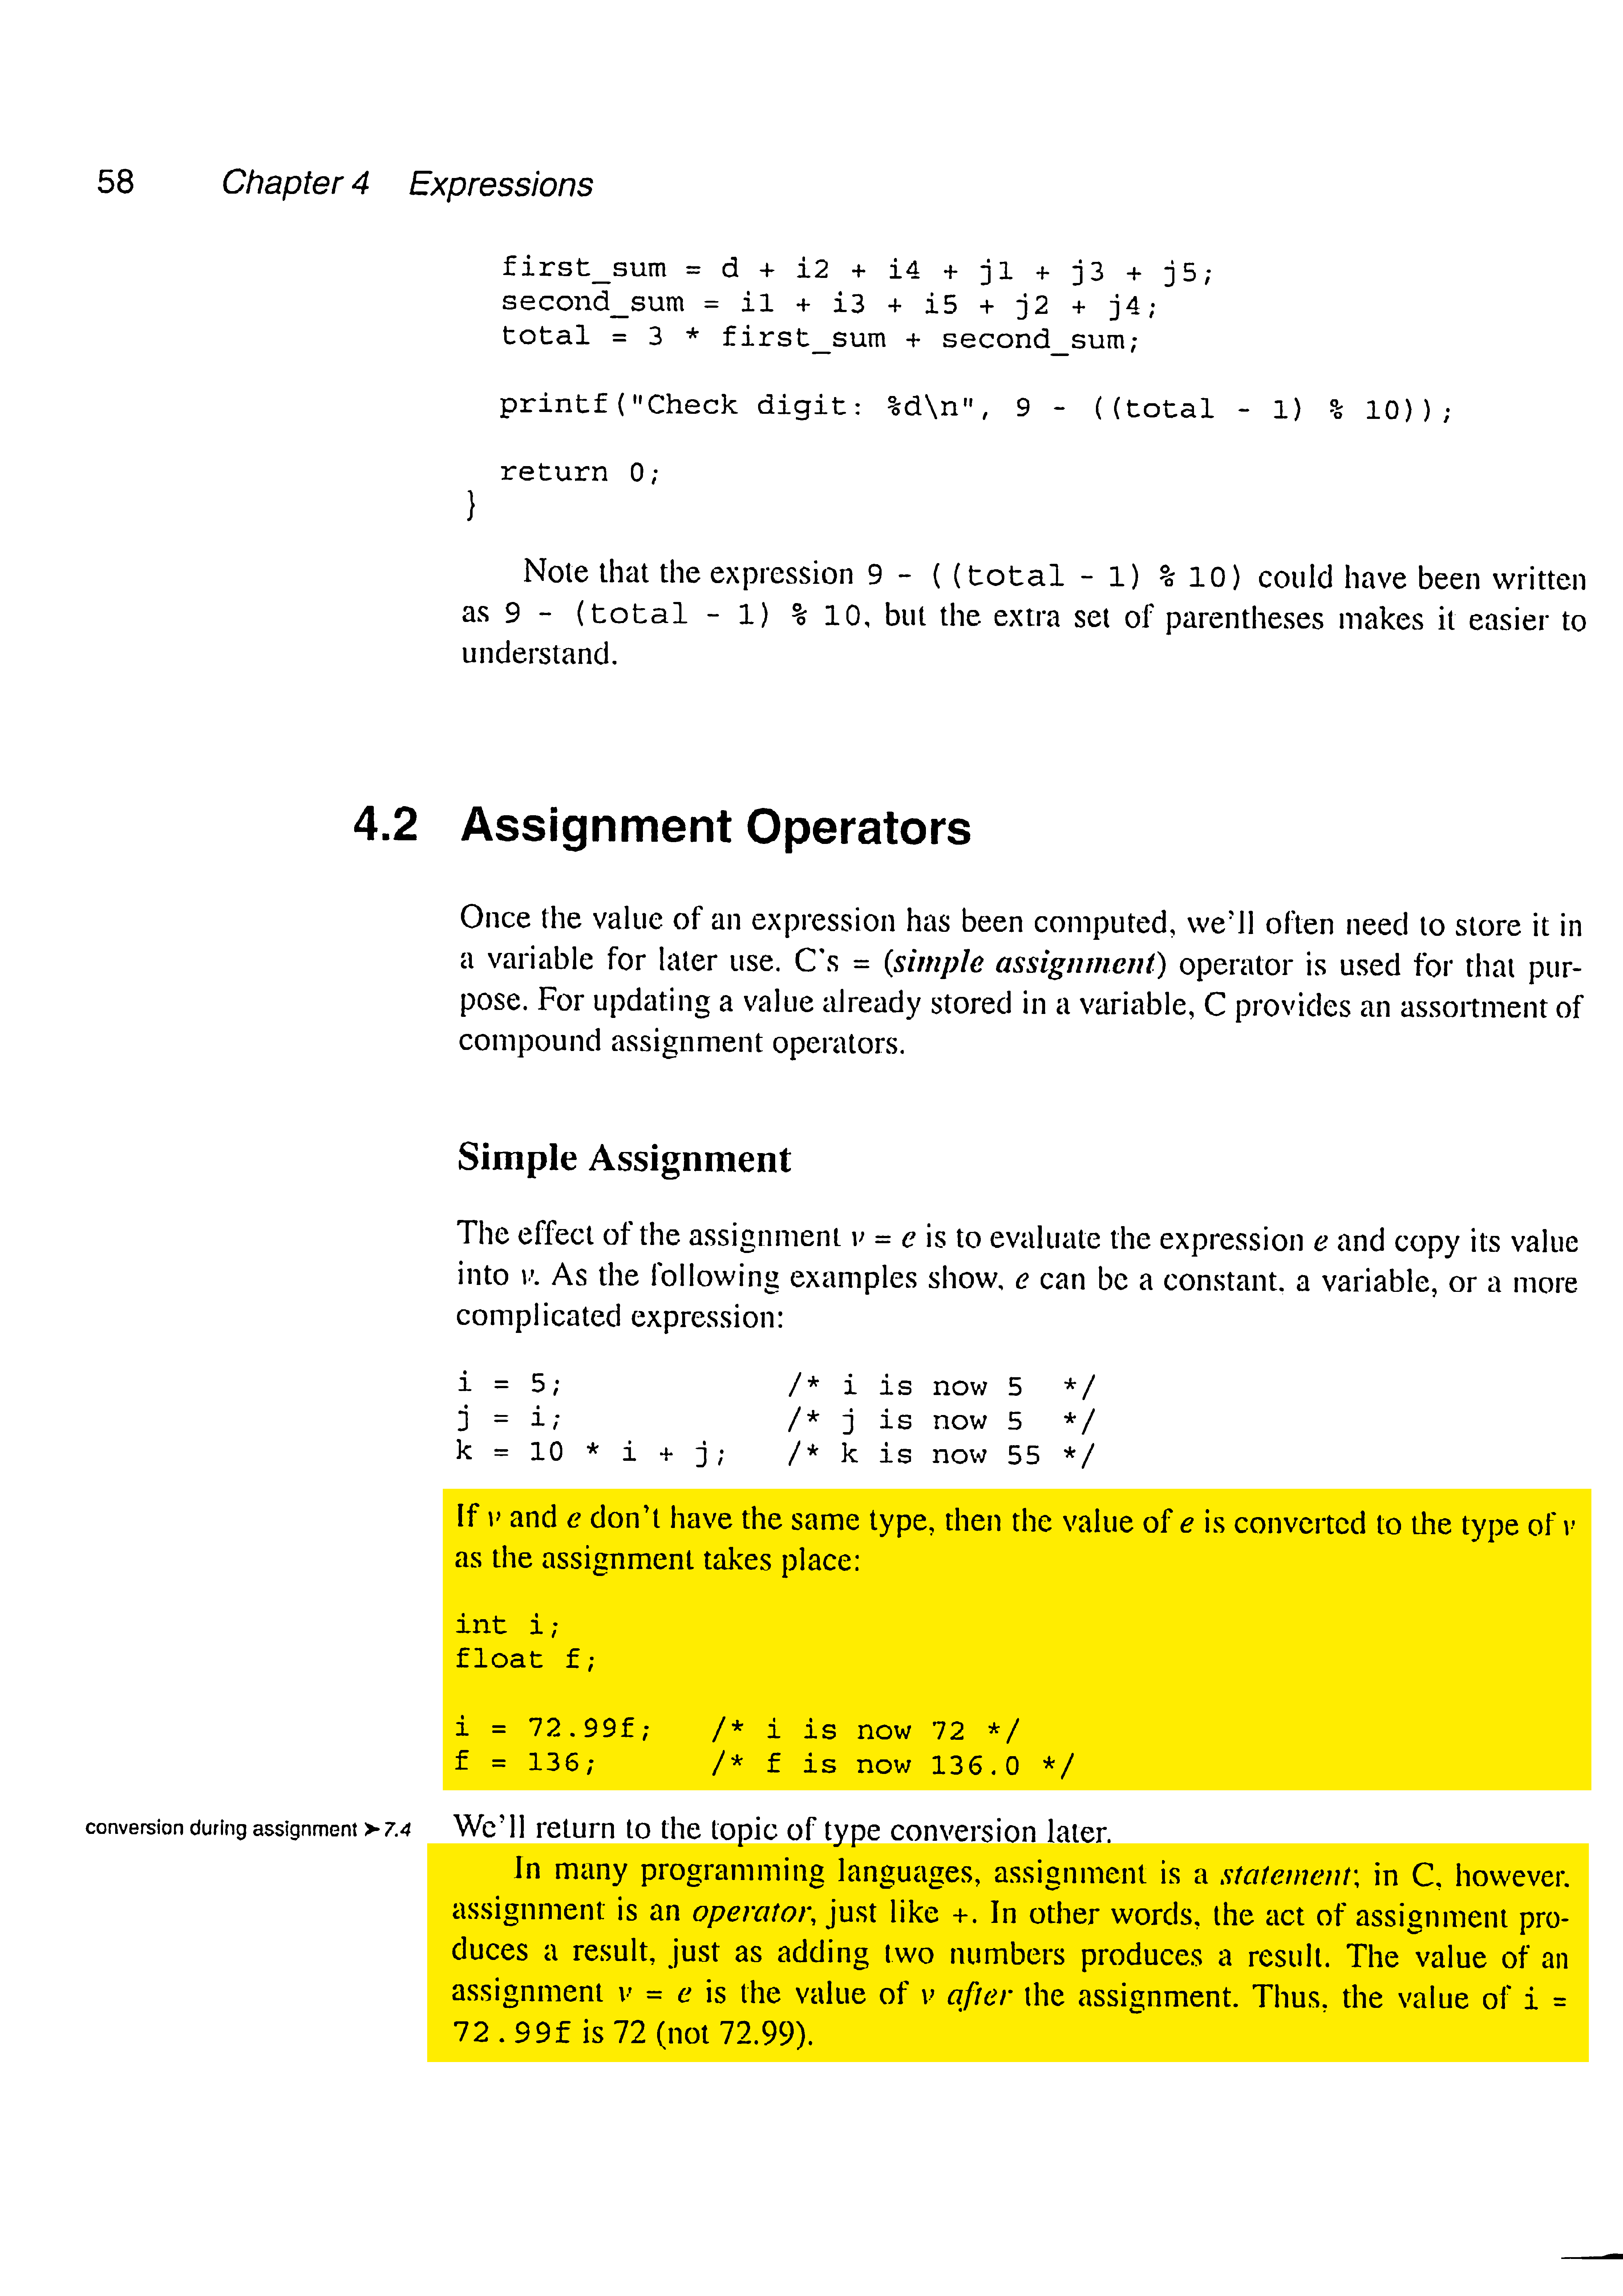 58 Chapter 4 Expressions
first_sum = d + i2 + i4 + j1 + j3 + j5;
second_sum = i1 + i3 + i5 + j2 + j4;
total = 3 * first_sum + second_sum;
printf("Check digit: %d\n", 9 - ((total - 1) % 10));
return 0;
}
Note that the expression 9 - ((total - 1) % 10) could have been written
as 9 - (total - 1) % 10, but the extra set of parentheses makes it easier to
understand.
4.2 Assignment Operators
Once the value of an expression has been computed, we'll often need to store it in
a variable for later use. C's = (simple assignment) operator is used for that pur-
pose. For updating a value already stored in a variable, C provides an assortment of
compound assignment operators.
Simple Assignment
The effect of the assignment v = e is to evaluate the expression e and copy its value
into v. As the following examples show, e can be a constant, a variable, or a more
complicated expression:
i = 5; /* i is now 5 */
j = i; /* j is now 5 */
k = 10 * i + j; /* k is now 55 */
If v and e don't have the same type, then the value of e is converted to the type of v
as the assignment takes place:
int i;
float f;
i = 72.99f; /* i is now 72 */
f = 136; /* f is now 136.0 */
conversion during assignment ➤ 7.4 We'll return to the topic of type conversion later.
In many programming languages, assignment is a statement; in C, however,
assignment is an operator, just like +. In other words, the act of assignment pro-
duces a result, just as adding two numbers produces a result. The value of an
assignment v = e is the value of v after the assignment. Thus, the value of i =
72.99f is 72 (not 72.99).